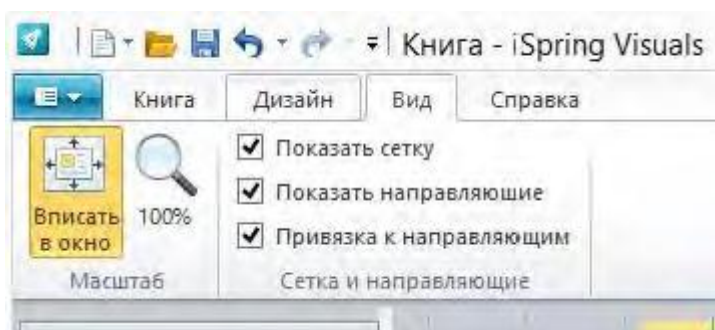 Книга - iSpring Visuals
Книга Дизайн Вид Справка
Показать сетку
Показать направляющие
Привязка к направляющим
Вписать в окно
100%
Масштаб
Сетка и направляющие